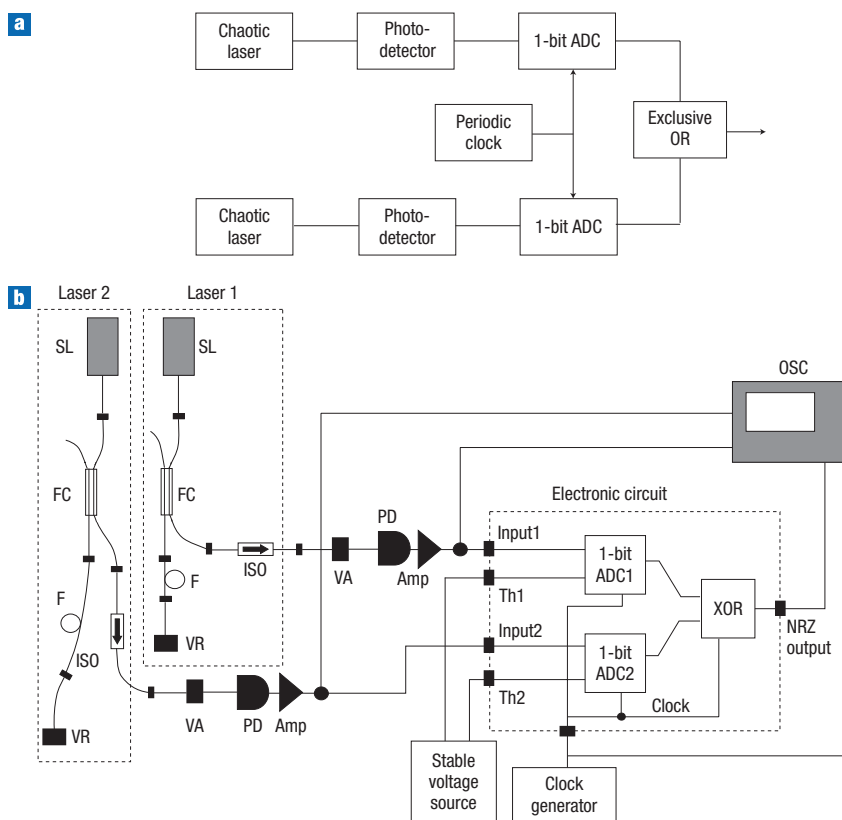 a
Chaotic
laser
Photo-
detector
1-bit ADC
Periodic
clock
Exclusive
OR
Chaotic
laser
Photo-
detector
1-bit ADC
b
Laser 2
Laser 1
SL
SL
OSC
FC
FC
Electronic circuit
PD
Input1
1-bit
ADC1
ISO
F
VA
Amp
Th1
XOR
F
Input2
NRZ
output
1-bit
ADC2
ISO
VR
Th2
Clock
VR
VA
PD
Amp
Stable
voltage
source
Clock
generator